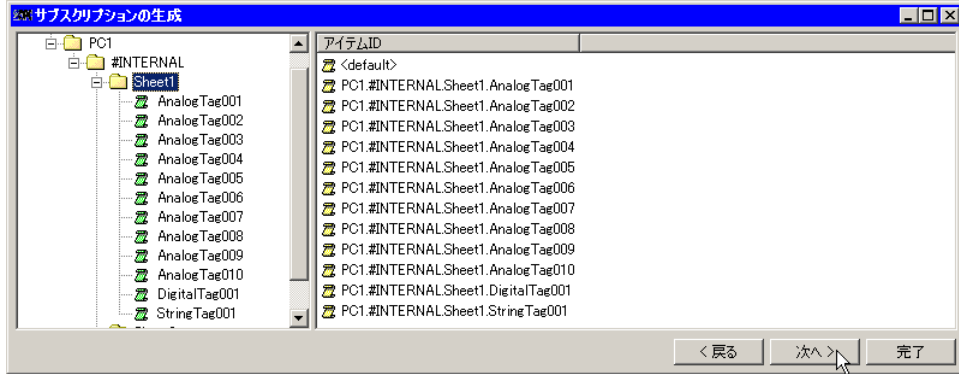 サブスクリプションの生成
PC1
#INTERNAL
Sheet1
AnalogTag001
AnalogTag002
AnalogTag003
AnalogTag004
AnalogTag005
AnalogTag006
AnalogTag007
AnalogTag008
AnalogTag009
AnalogTag010
DigitalTag001
StringTag001
アイテムID
<default>
PC1.#INTERNAL.Sheet1.AnalogTag001
PC1.#INTERNAL.Sheet1.AnalogTag002
PC1.#INTERNAL.Sheet1.AnalogTag003
PC1.#INTERNAL.Sheet1.AnalogTag004
PC1.#INTERNAL.Sheet1.AnalogTag005
PC1.#INTERNAL.Sheet1.AnalogTag006
PC1.#INTERNAL.Sheet1.AnalogTag007
PC1.#INTERNAL.Sheet1.AnalogTag008
PC1.#INTERNAL.Sheet1.AnalogTag009
PC1.#INTERNAL.Sheet1.AnalogTag010
PC1.#INTERNAL.Sheet1.DigitalTag001
PC1.#INTERNAL.Sheet1.StringTag001
< 戻る 次へ > 完了